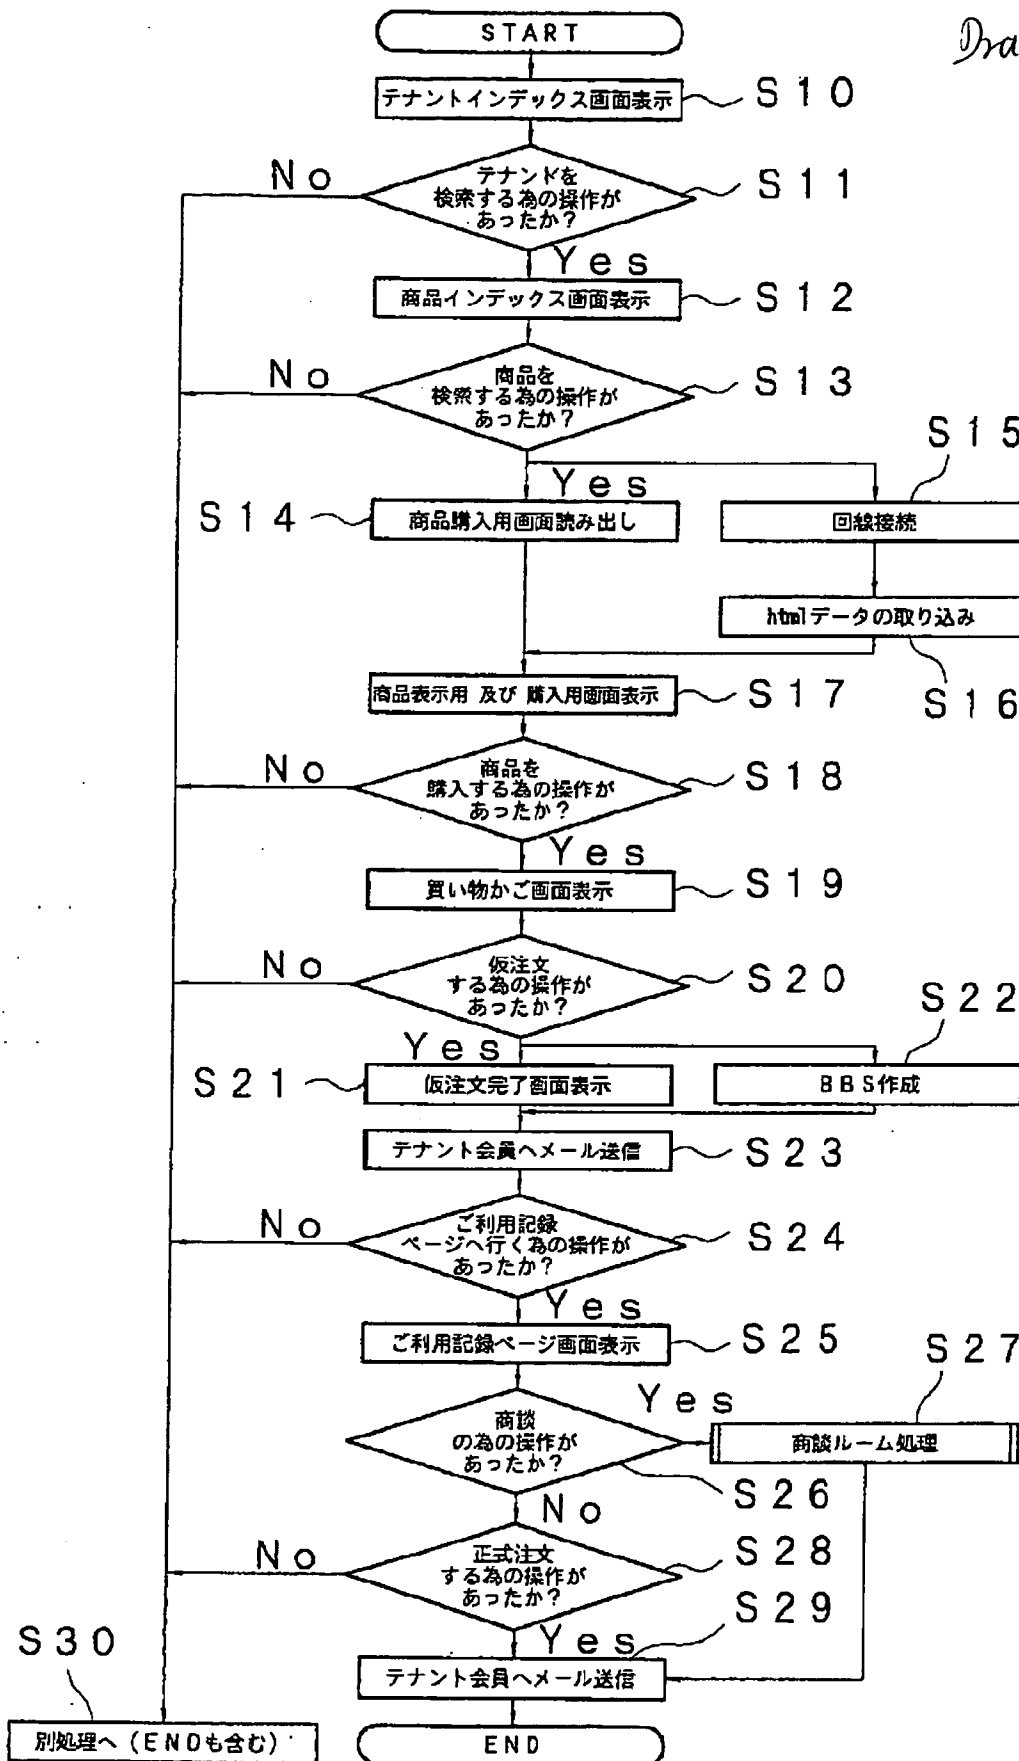 START
テナントインデックス画面表示
S10
テナンドを
検索する為の操作が
あったか?
S11
No
Yes
商品インデックス画面表示
S12
商品を
検索する為の操作が
あったか?
S13
No
Yes
S14
商品購入用画面読み出し
S15
回線接続
htmlデータの取り込み
S16
商品表示用 及び 購入用画面表示
S17
商品を
購入する為の操作が
あったか?
S18
No
Yes
買い物かご画面表示
S19
仮注文
する為の操作が
あったか?
S20
No
Yes
S21
仮注文完了画面表示
S22
BBS作成
テナント会員へメール送信
S23
ご利用記録
ページへ行く為の操作が
あったか?
S24
No
Yes
ご利用記録ページ画面表示
S25
商談
の為の操作が
あったか?
S26
Yes
S27
商談ルーム処理
No
正式注文
する為の操作が
あったか?
S28
No
Yes
S29
テナント会員へメール送信
S30
別処理へ(ENDも含む)
END